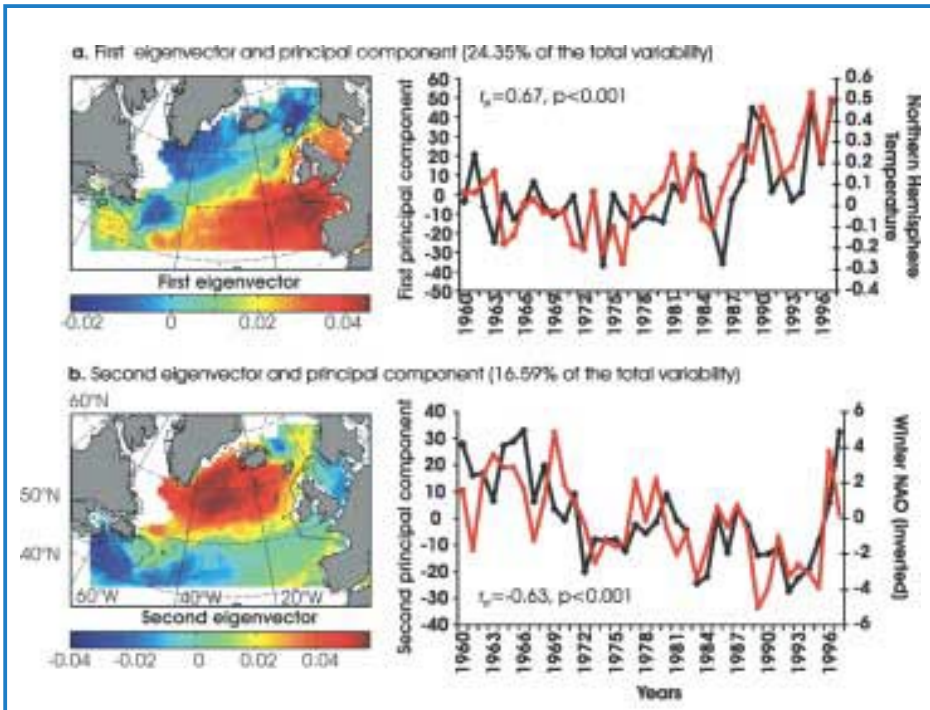 a. First eigenvector and principal component (24.35% of the total variability)
First eigenvector
-0.02 0 0.02 0.04
First principal component
60
50
40
30
20
10
0
-10
-20
-30
-40
-50
rp=0.67, p<0.001
0.6
0.5
0.4
0.3
0.2
0.1
0
-0.1
-0.2
-0.3
-0.4
Northern Hemisphere
Temperature
1960 1963 1966 1969 1972 1975 1978 1981 1984 1987 1990 1993 1996
b. Second eigenvector and principal component (16.59% of the total variability)
60°N
50°N
40°N
60°W 40°W 20°W
Second eigenvector
-0.04 -0.02 0 0.02 0.04
Second principal component
40
30
20
10
0
-10
-20
-30
-40
rp=-0.63, p<0.001
6
4
2
0
-2
-4
-6
Winter NAO (inverted)
1960 1963 1966 1969 1972 1975 1978 1981 1984 1987 1990 1993 1996
Years